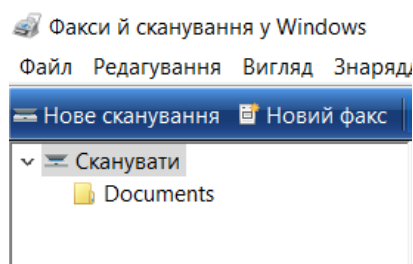 Факси й сканування у Windows
Файл Редагування Вигляд
Нове сканування Новий факс
Сканувати
Documents